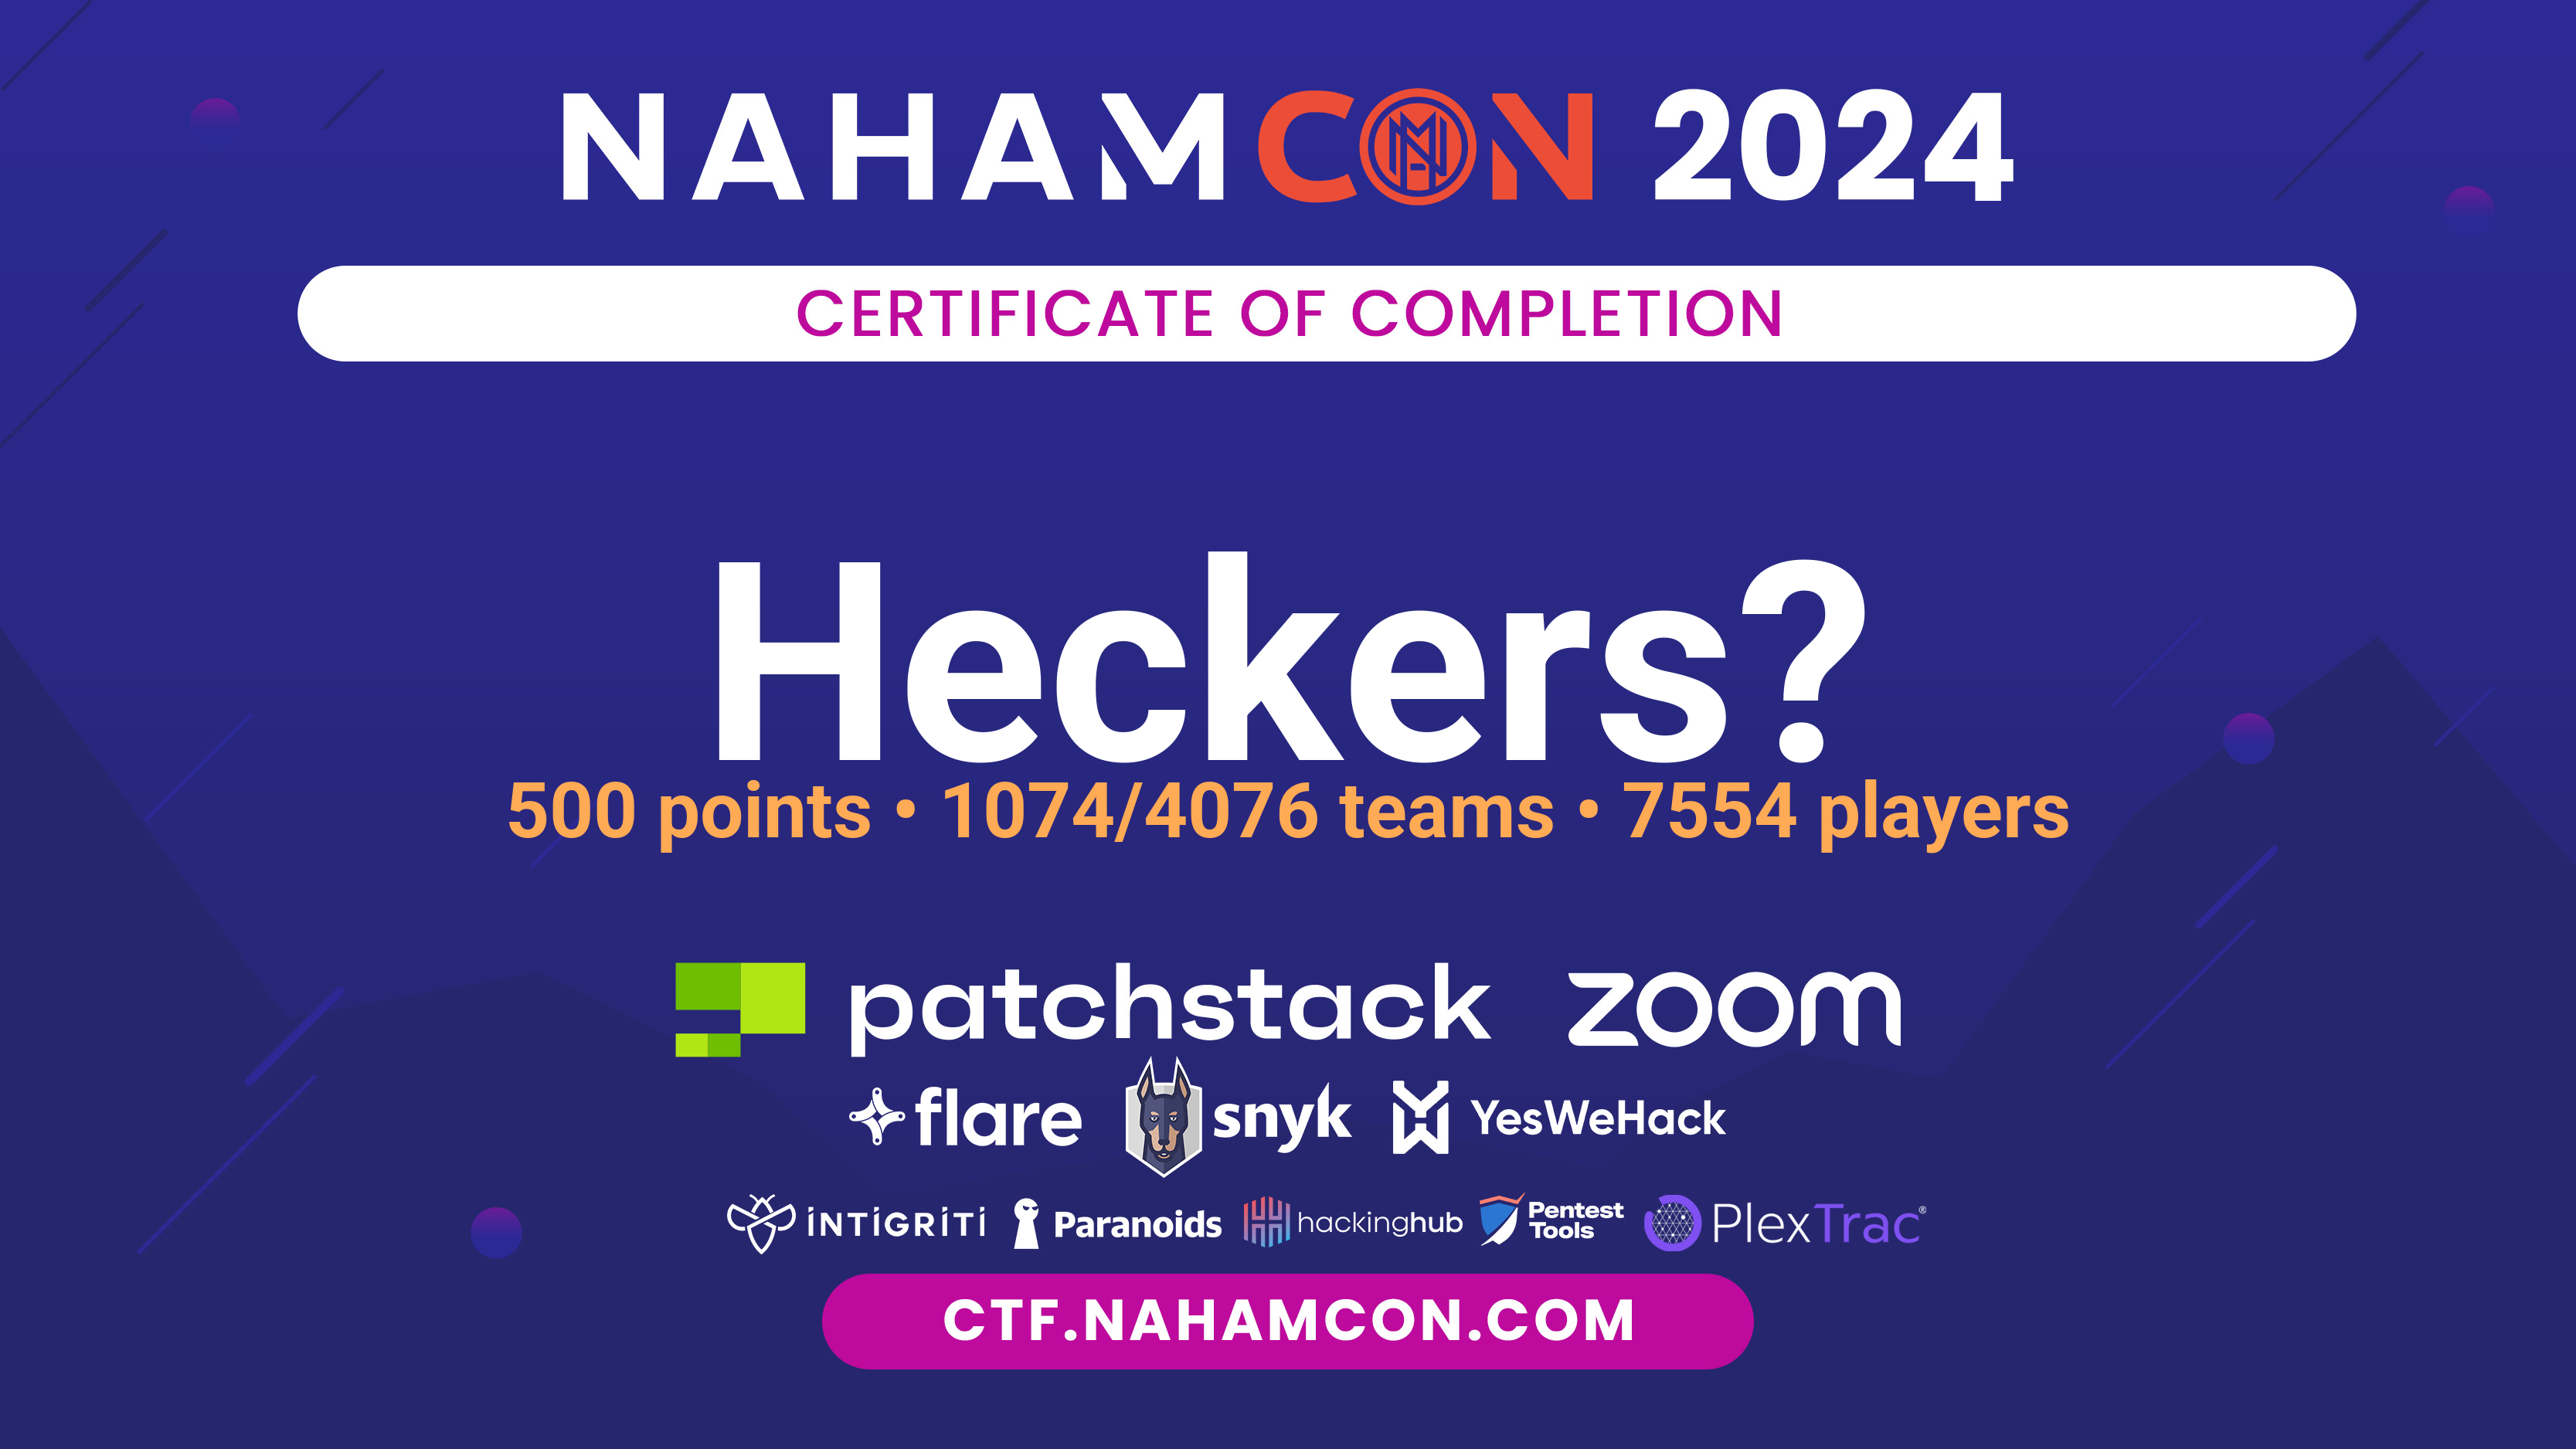 NAHAMCON 2024
CERTIFICATE OF COMPLETION
Heckers?
500 points • 1074/4076 teams • 7554 players
patchstack zoom
flare snyk YesWeHack
INTIGRITI Paranoids hackinghub Pentest Tools PlexTrac®
CTF.NAHAMCON.COM